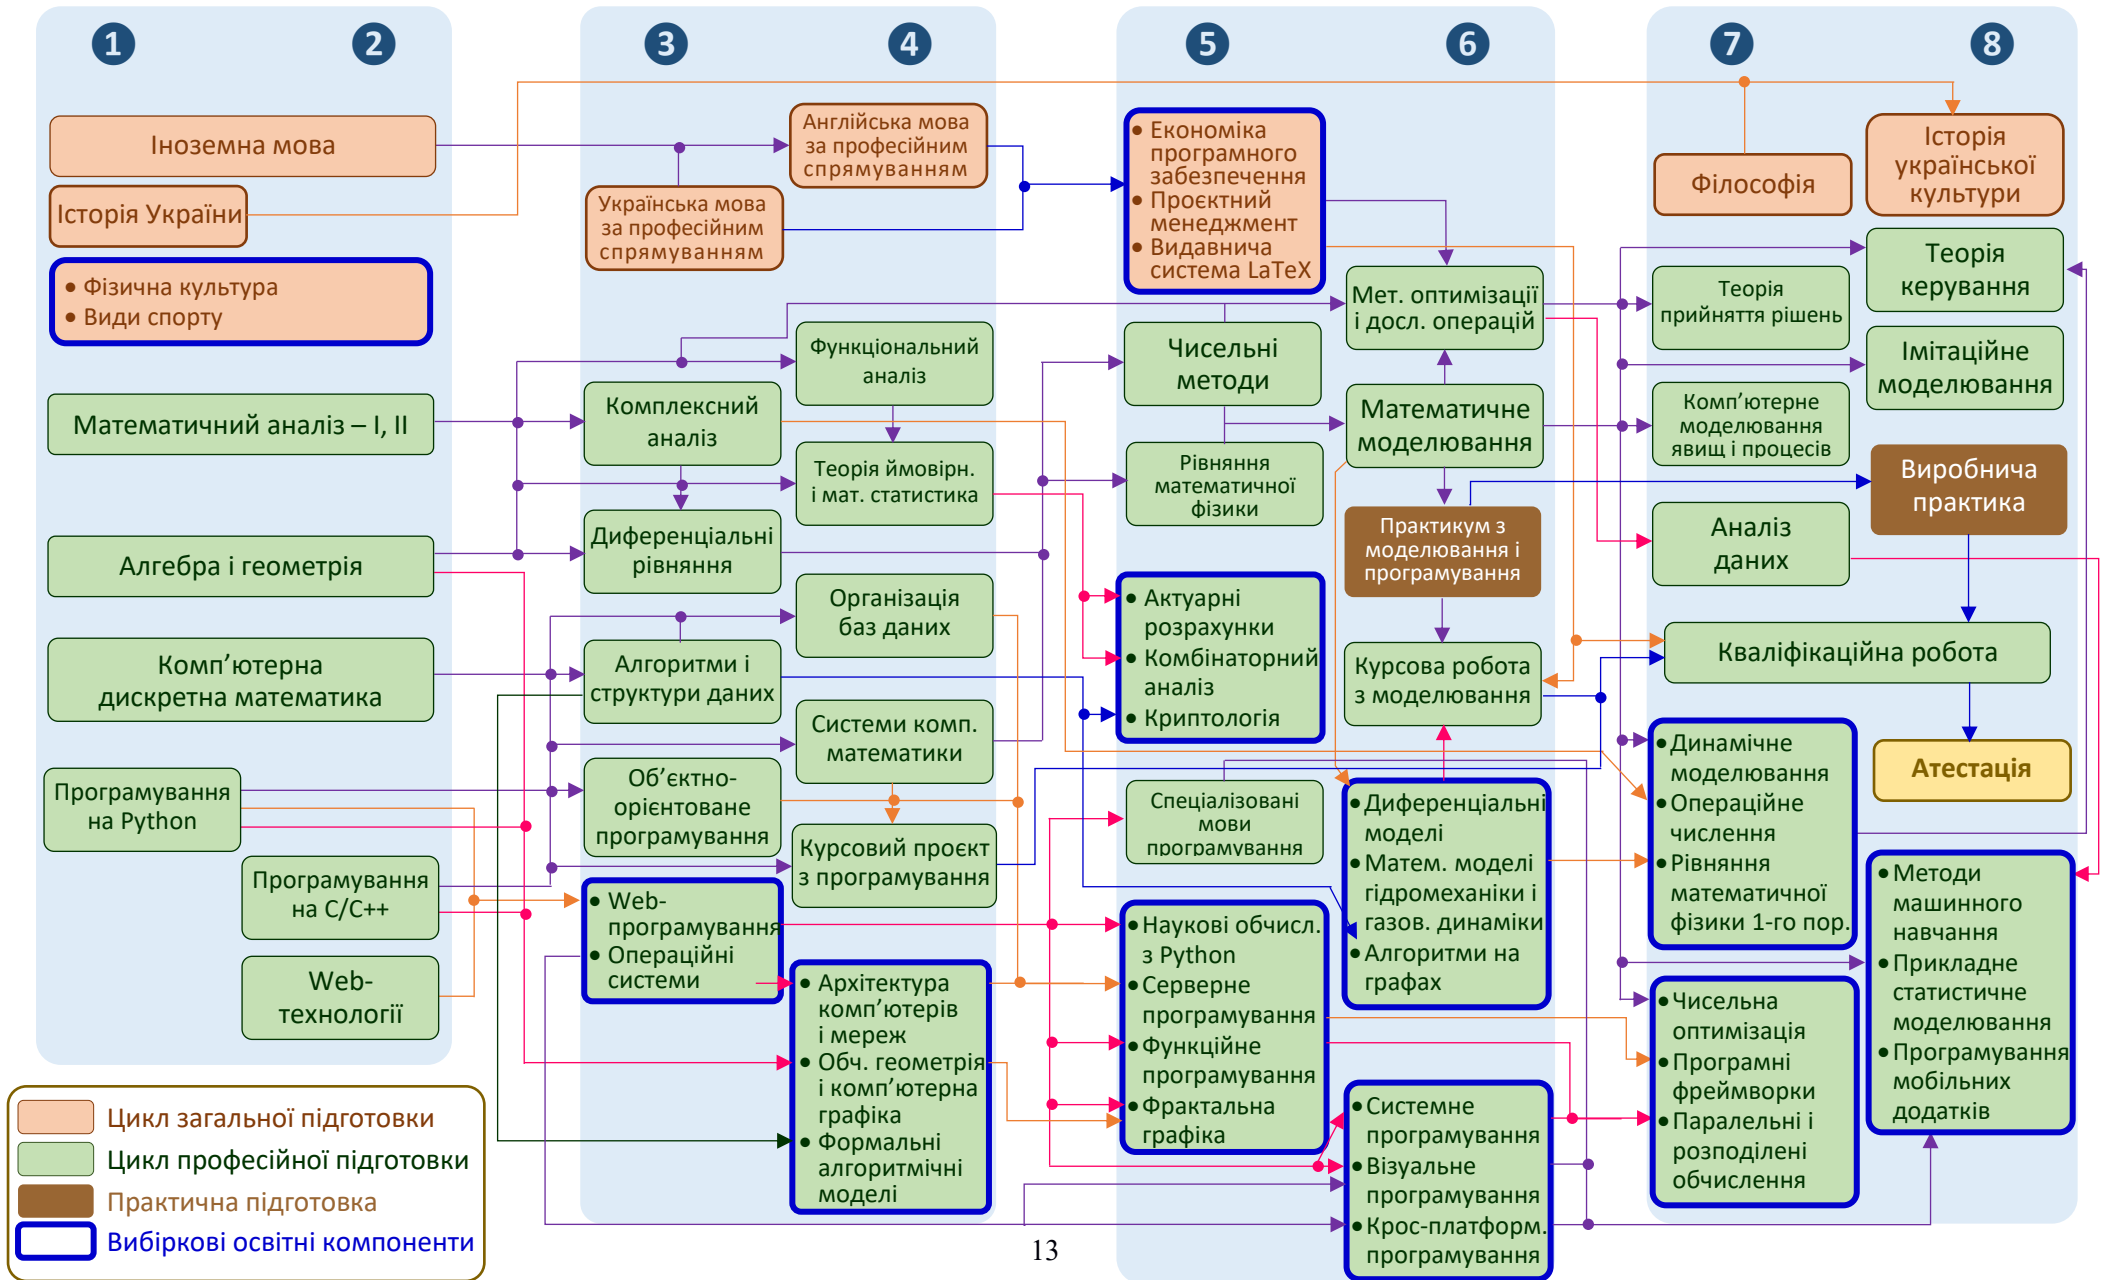 1
2
3
4
5
6
7
8
Іноземна мова
Історія України
• Фізична культура
• Види спорту
Математичний аналіз – І, ІІ
Алгебра і геометрія
Комп’ютерна
дискретна математика
Програмування
на Python
Програмування
на C/C++
Web-
технології
Українська мова
за професійним
спрямуванням
Комплексний
аналіз
Диференціальні
рівняння
Алгоритми і
структури даних
Об’єктно-
орієнтоване
програмування
• Web-
програмування
• Операційні
системи
Англійська мова
за професійним
спрямуванням
Функціональний
аналіз
Теорія ймовірн.
і мат. статистика
Організація
баз даних
Системи комп.
математики
Курсовий проєкт
з програмування
• Архітектура
комп’ютерів
і мереж
• Обч. геометрія
і комп’ютерна
графіка
• Формальні
алгоритмічні
моделі
• Економіка
програмного
забезпечення
• Проєктний
менеджмент
• Видавнича
система LaTeX
Чисельні
методи
Рівняння
математичної
фізики
• Актуарні
розрахунки
• Комбінаторний
аналіз
• Криптологія
Спеціалізовані
мови
програмування
• Наукові обчисл.
з Python
• Серверне
програмування
• Функційне
програмування
• Фрактальна
графіка
Мет. оптимізації
і досл. операцій
Математичне
моделювання
Практикум з
моделювання і
програмування
Курсова робота
з моделювання
• Диференціальні
моделі
• Матем. моделі
гідромеханіки і
газов. динаміки
• Алгоритми на
графах
• Системне
програмування
• Візуальне
програмування
• Крос-платформ.
програмування
Філософія
Теорія
прийняття рішень
Комп’ютерне
моделювання
явищ і процесів
Аналіз
даних
Кваліфікаційна робота
• Динамічне
моделювання
• Операційне
числення
• Рівняння
математичної
фізики 1-го пор.
• Чисельна
оптимізація
• Програмні
фреймворки
• Паралельні і
розподілені
обчислення
Історія
української
культури
Теорія
керування
Імітаційне
моделювання
Виробнича
практика
Атестація
• Методи
машинного
навчання
• Прикладне
статистичне
моделювання
• Програмування
мобільних
додатків
Цикл загальної підготовки
Цикл професійної підготовки
Практична підготовка
Вибіркові освітні компоненти
13